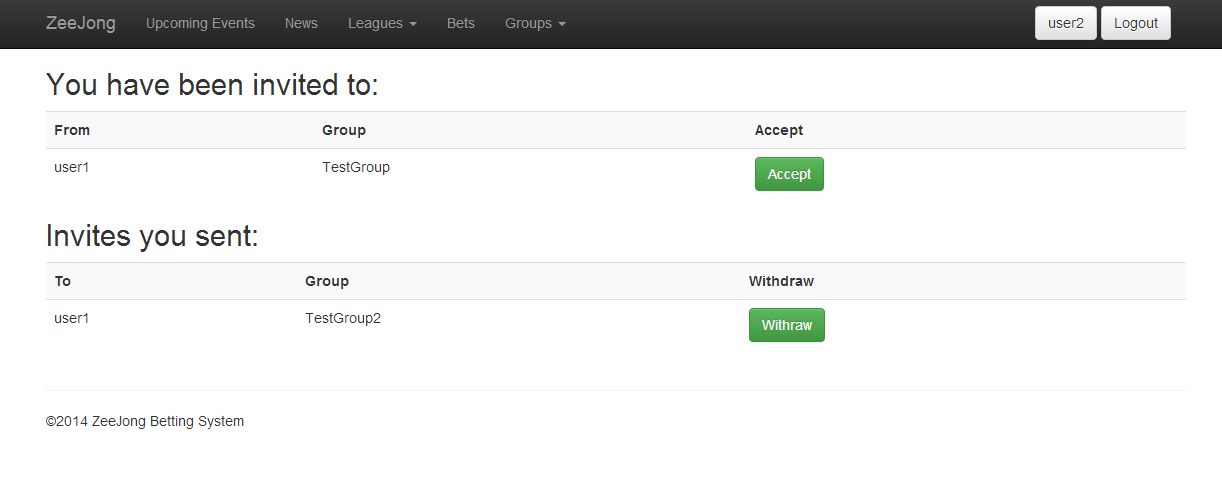 ZeeJong Upcoming Events News Leagues Bets Groups user2 Logout
You have been invited to:
From Group Accept
user1 TestGroup Accept
Invites you sent:
To Group Withdraw
user1 TestGroup2 Withraw
©2014 ZeeJong Betting System